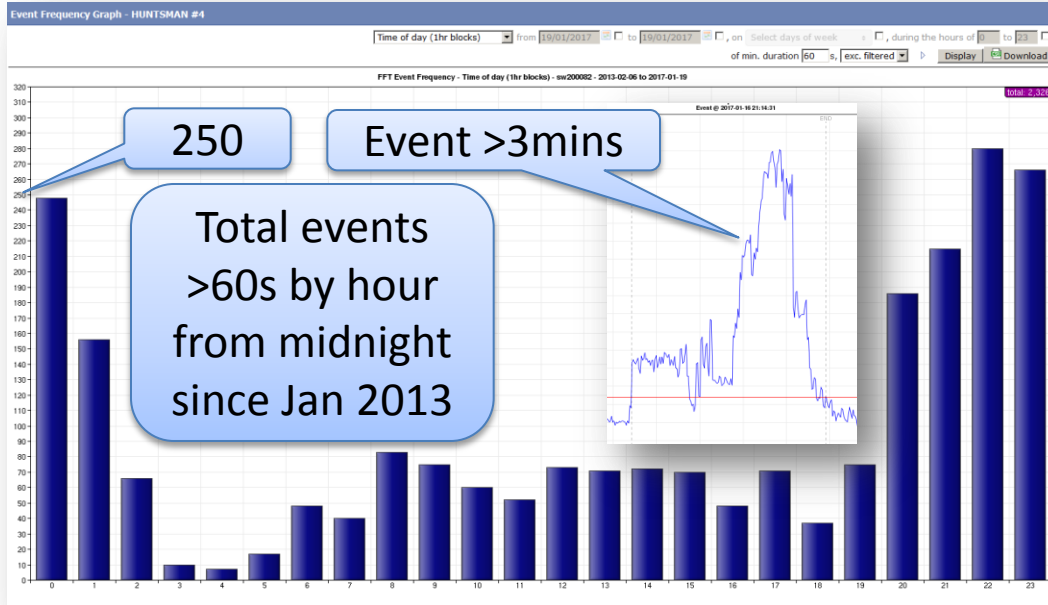 Event Frequency Graph - HUNTSMAN #4
Time of day (1hr blocks) from 19/01/2017 to 19/01/2017 , on Select days of week , during the hours of 0 to 23
of min. duration 60 s, exc. filtered Display Download
FFT Event Frequency - Time of day (1hr blocks) - sw200082 - 2013-02-06 to 2017-01-19
total: 2,326
320
310
300
290
280
270
260
250
240
230
220
210
200
190
180
170
160
150
140
130
120
110
100
90
80
70
60
50
40
30
20
10
0
250
Event >3mins
Total events
>60s by hour
from midnight
since Jan 2013
Event @ 2017-01-16 21:14:31
END
0 1 2 3 4 5 6 7 8 9 10 11 12 13 14 15 16 17 18 19 20 21 22 23